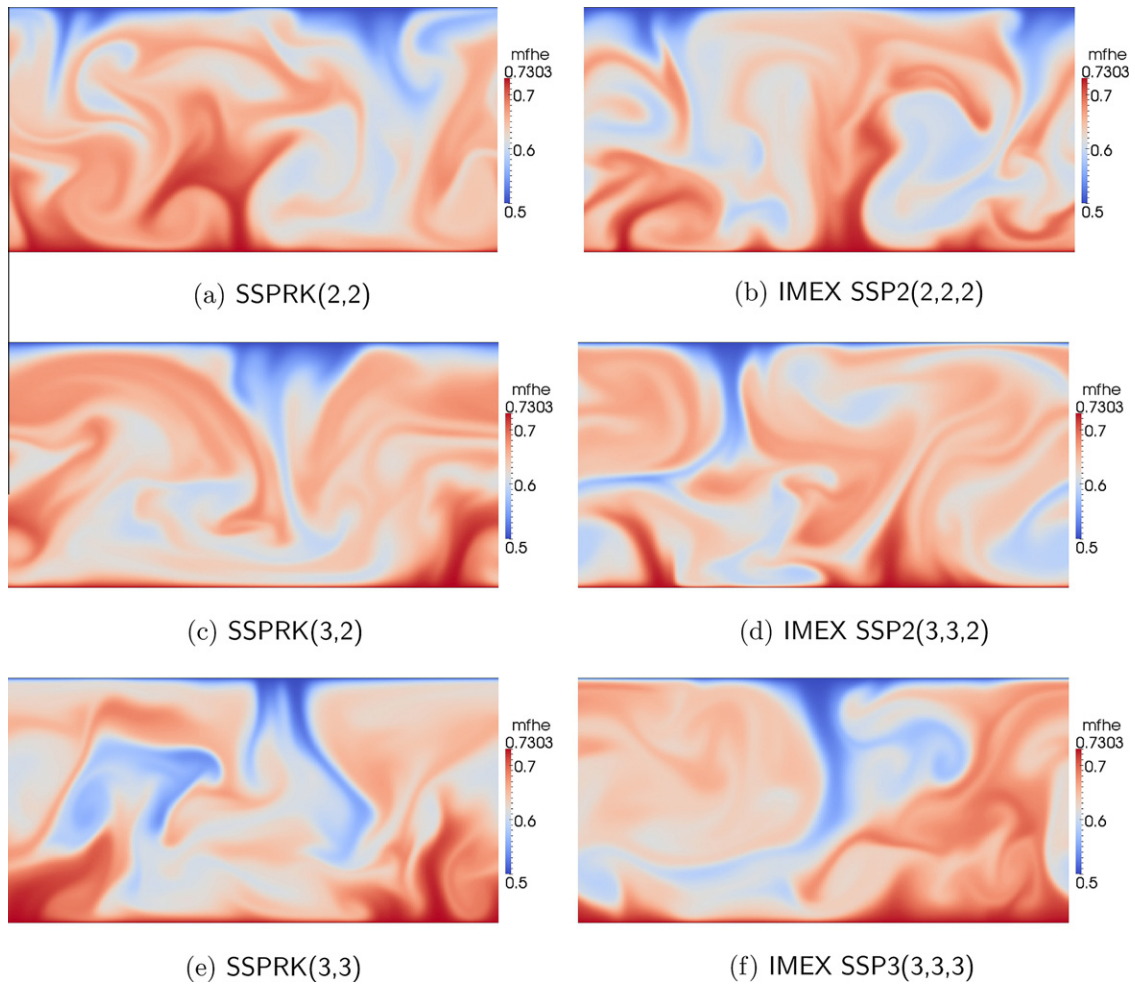 mfhe
0.7303
0.7
0.6
0.5
mfhe
0.7303
0.7
0.6
0.5
(a) SSPRK(2,2)
(b) IMEX SSP2(2,2,2)
mfhe
0.7303
0.7
0.6
0.5
mfhe
0.7303
0.7
0.6
0.5
(c) SSPRK(3,2)
(d) IMEX SSP2(3,3,2)
mfhe
0.7303
0.7
0.6
0.5
mfhe
0.7303
0.7
0.6
0.5
(e) SSPRK(3,3)
(f) IMEX SSP3(3,3,3)